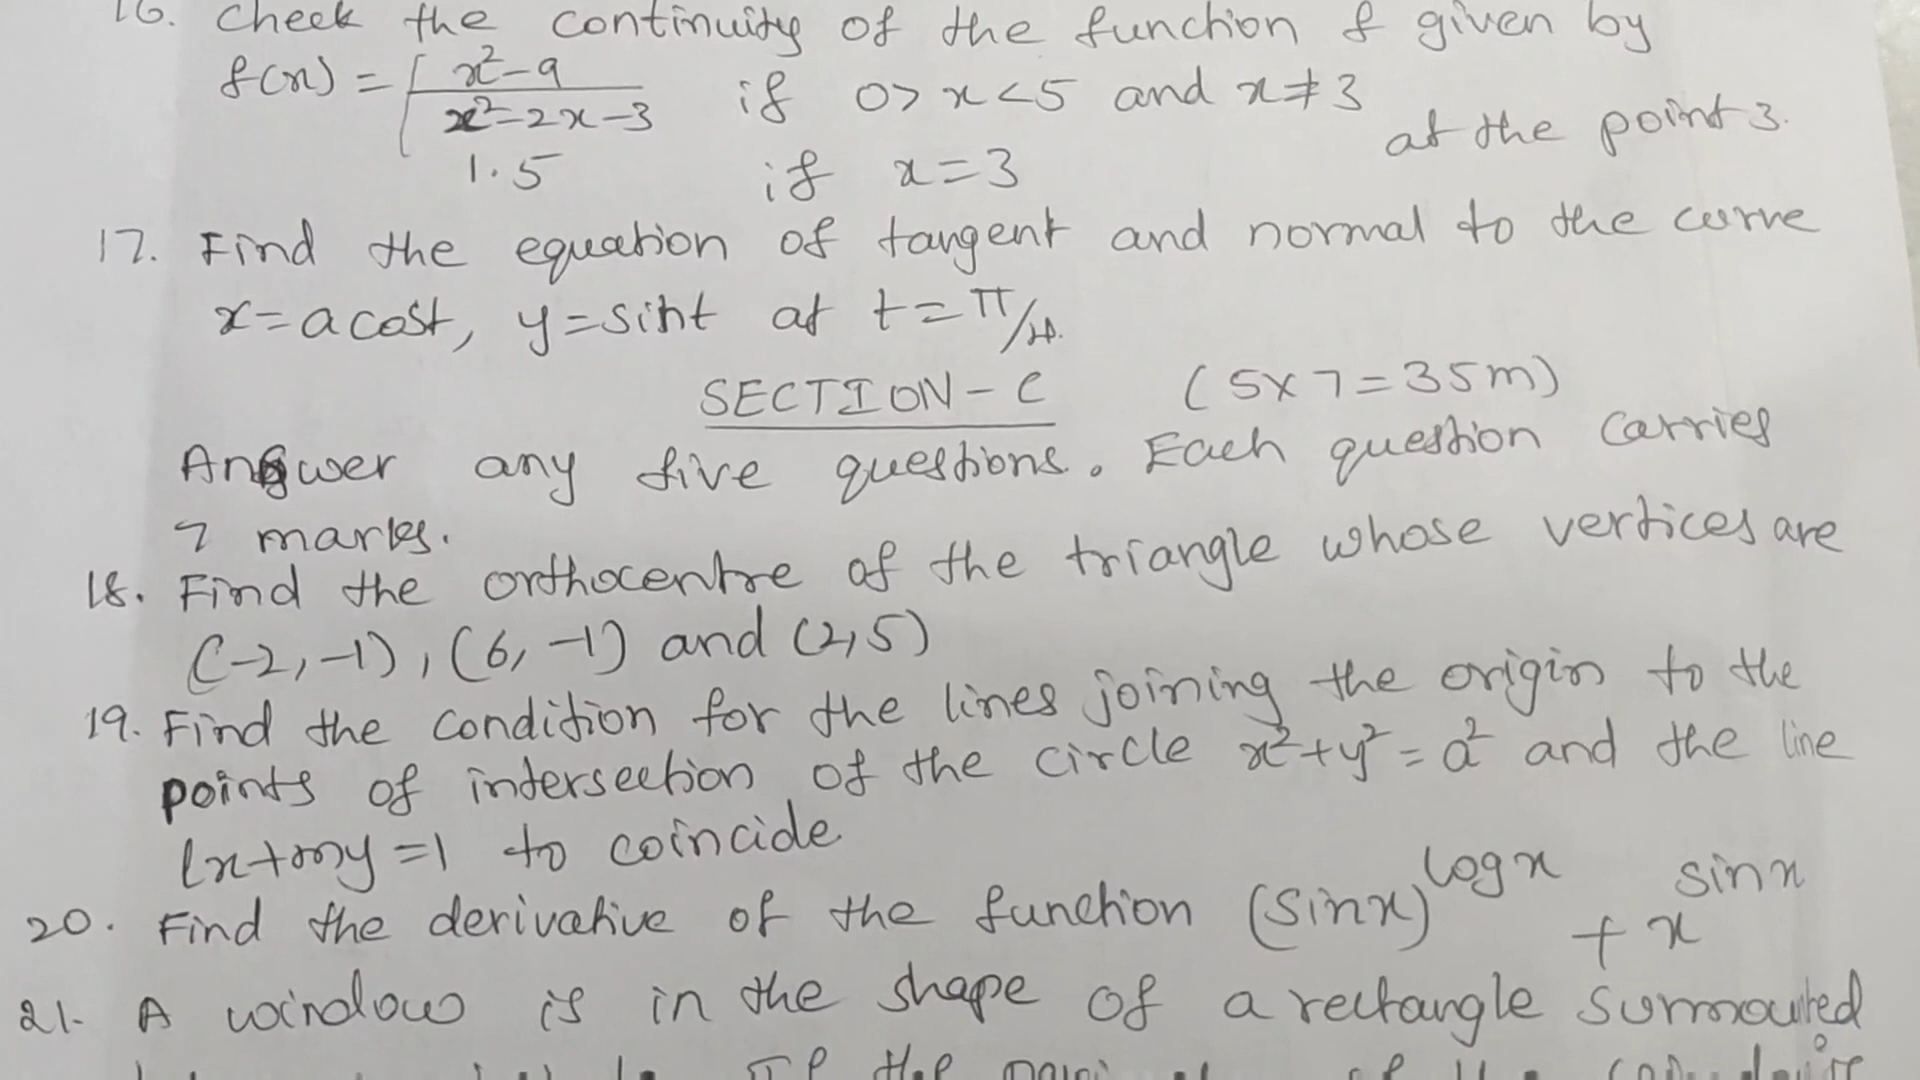 16. Check the continuity of the function f given by
f(x) = [ x²-9 / x²-2x-3 if 0> x<5 and x≠3 at the point 3.
1.5 if x=3
17. Find the equation of tangent and normal to the curve
x=a cost, y=sint at t=π/4.
SECTION-C (5x7=35m)
Answer any five questions. Each question carries
7 marks.
18. Find the orthocentre of the triangle whose vertices are
(-2,-1), (6,-1) and (2,5)
19. Find the condition for the lines joining the origin to the
points of intersection of the circle x²+y²=a² and the line
lx+my=1 to coincide
20. Find the derivative of the function (sinx)^logx + x^sinx
21. A window is in the shape of a rectangle surmouted
If the